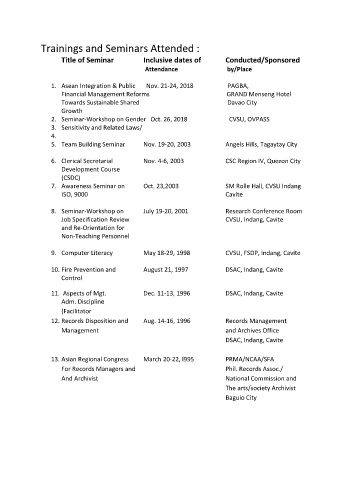 Trainings and Seminars Attended :
Title of Seminar Inclusive dates of Conducted/Sponsored
Attendance by/Place
1. Asean Integration & Public Nov. 21-24, 2018 PAGBA,
Financial Management Reforms GRAND Menseng Hotel
Towards Sustainable Shared Davao City
Growth
2. Seminar-Workshop on Gender Oct. 26, 2018 CVSU, OVPASS
3. Sensitivity and Related Laws/
4.
5. Team Building Seminar Nov. 19-20, 2003 Angels Hills, Tagaytay City
6. Clerical Secretarial Nov. 4-6, 2003 CSC Region IV, Quezon City
Development Course
(CSDC)
7. Awareness Seminar on Oct. 23,2003 SM Rolle Hall, CVSU Indang
ISO, 9000 Cavite
8. Seminar-Workshop on July 19-20, 2001 Research Conference Room
Job Specification Review CVSU, Indang, Cavite
and Re-Orientation for
Non-Teaching Personnel
9. Computer Literacy May 18-29, 1998 CVSU, FSDP, Indang, Cavite
10. Fire Prevention and August 21, 1997 DSAC, Indang, Cavite
Control
11. Aspects of Mgt. Dec. 11-13, 1996 DSAC, Indang, Cavite
Adm. Discipline
(Facilitator
12. Records Disposition and Aug. 14-16, 1996 Records Management
Management and Archives Office
DSAC, Indang, Cavite
13. Asian Regional Congress March 20-22, l995 PRMA/NCAA/SFA
For Records Managers and Phil. Records Assoc./
And Archivist National Commission and
The arts/society Archivist
Baguio City